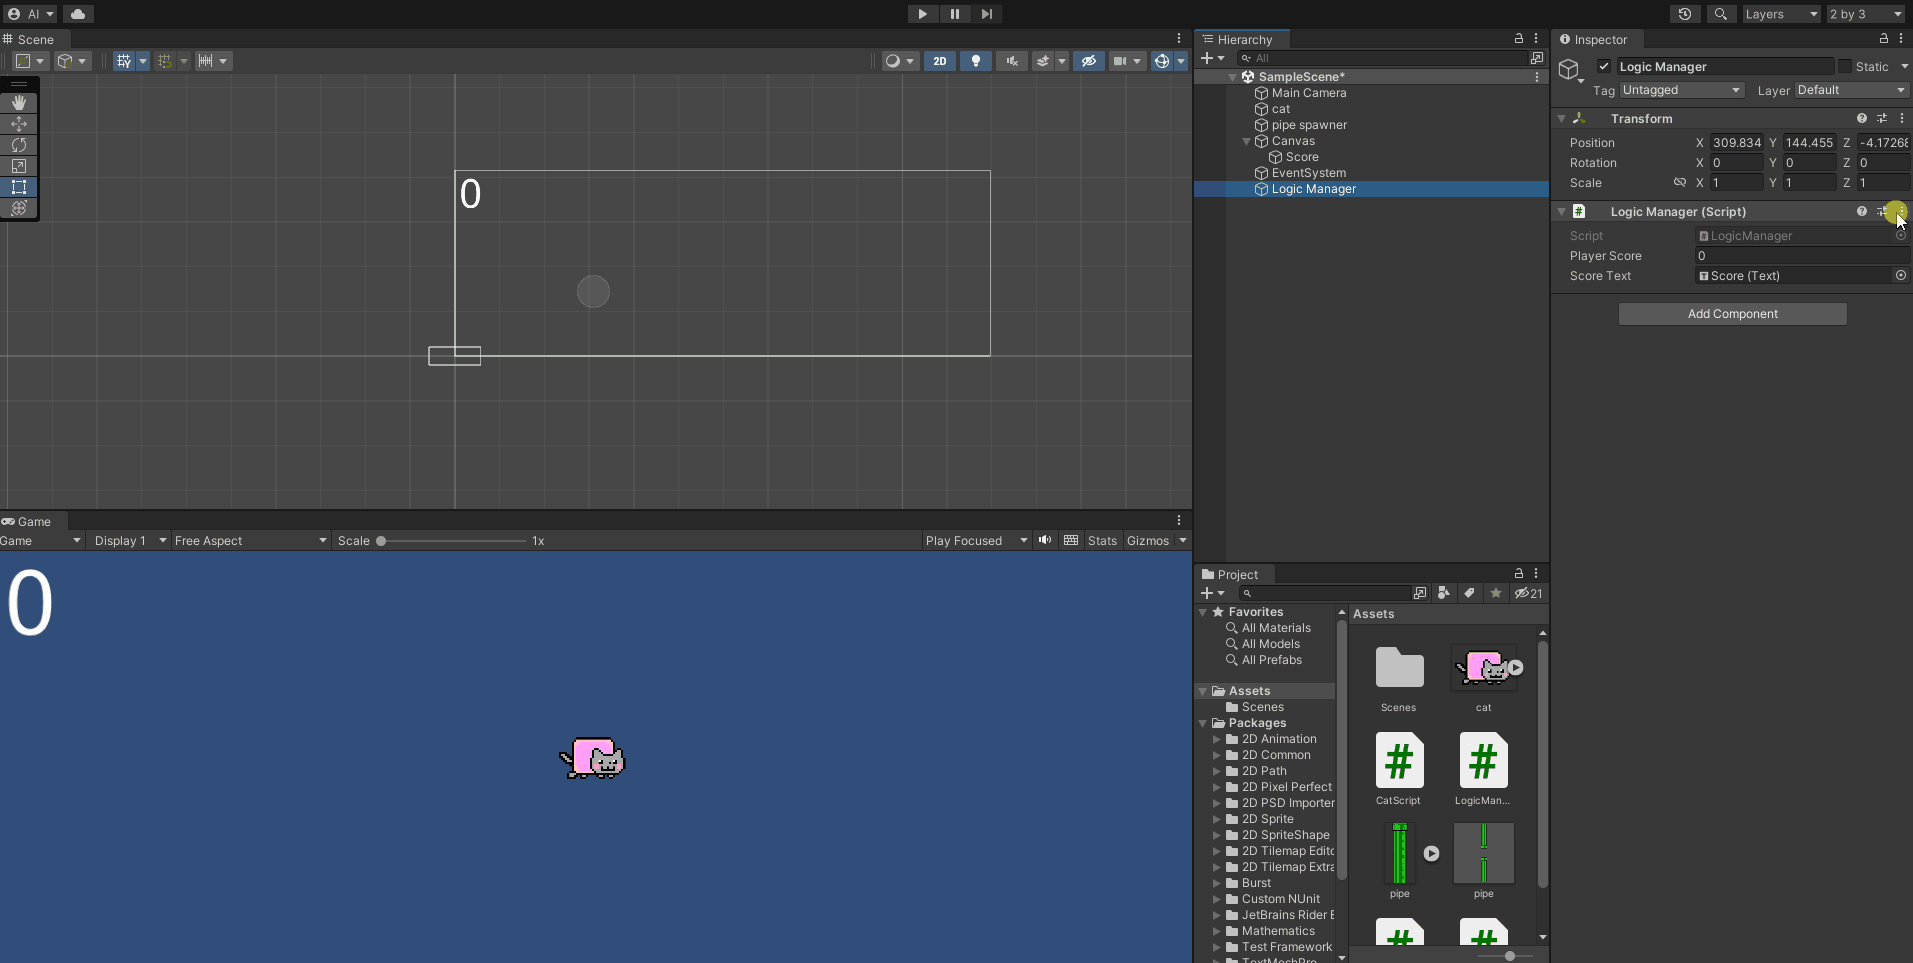 AI
Layers
2 by 3
Scene
2D
0
Game
Game
Display 1
Free Aspect
Scale
1x
Play Focused
Stats
Gizmos
0
Hierarchy
All
SampleScene*
Main Camera
cat
pipe spawner
Canvas
Score
EventSystem
Logic Manager
Project
21
Favorites
All Materials
All Models
All Prefabs
Assets
Scenes
Packages
2D Animation
2D Common
2D Path
2D Pixel Perfect
2D PSD Importer
2D Sprite
2D SpriteShape
2D Tilemap Edito
2D Tilemap Extra
Burst
Custom NUnit
JetBrains Rider E
Mathematics
Test Framework
TextMeshPro
Assets
Scenes
cat
CatScript
LogicMan...
pipe
pipe
Inspector
Logic Manager
Static
Tag Untagged
Layer Default
Transform
Position X 309.834 Y 144.455 Z -4.17268
Rotation X 0 Y 0 Z 0
Scale X 1 Y 1 Z 1
# Logic Manager (Script)
Script LogicManager
Player Score 0
Score Text Score (Text)
Add Component